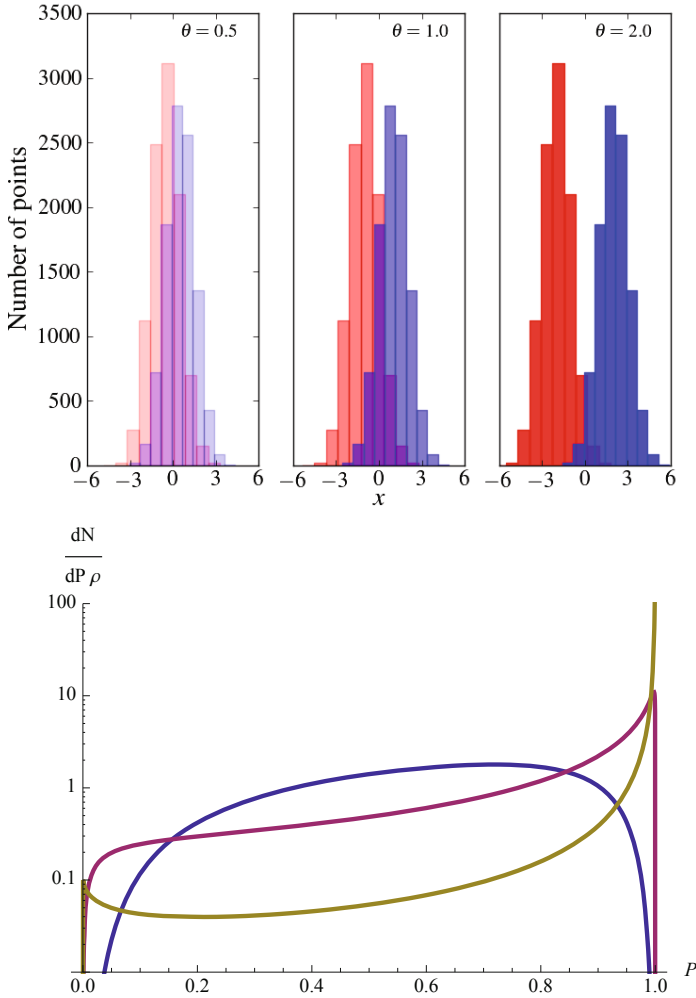 3500
3000
2500
2000
1500
1000
500
0
Number of points
θ = 0.5
θ = 1.0
θ = 2.0
−6 −3 0 3 6
−6 −3 0 3 6
−6 −3 0 3 6
x
dN
dP ρ
100
10
1
0.1
0.0 0.2 0.4 0.6 0.8 1.0
P